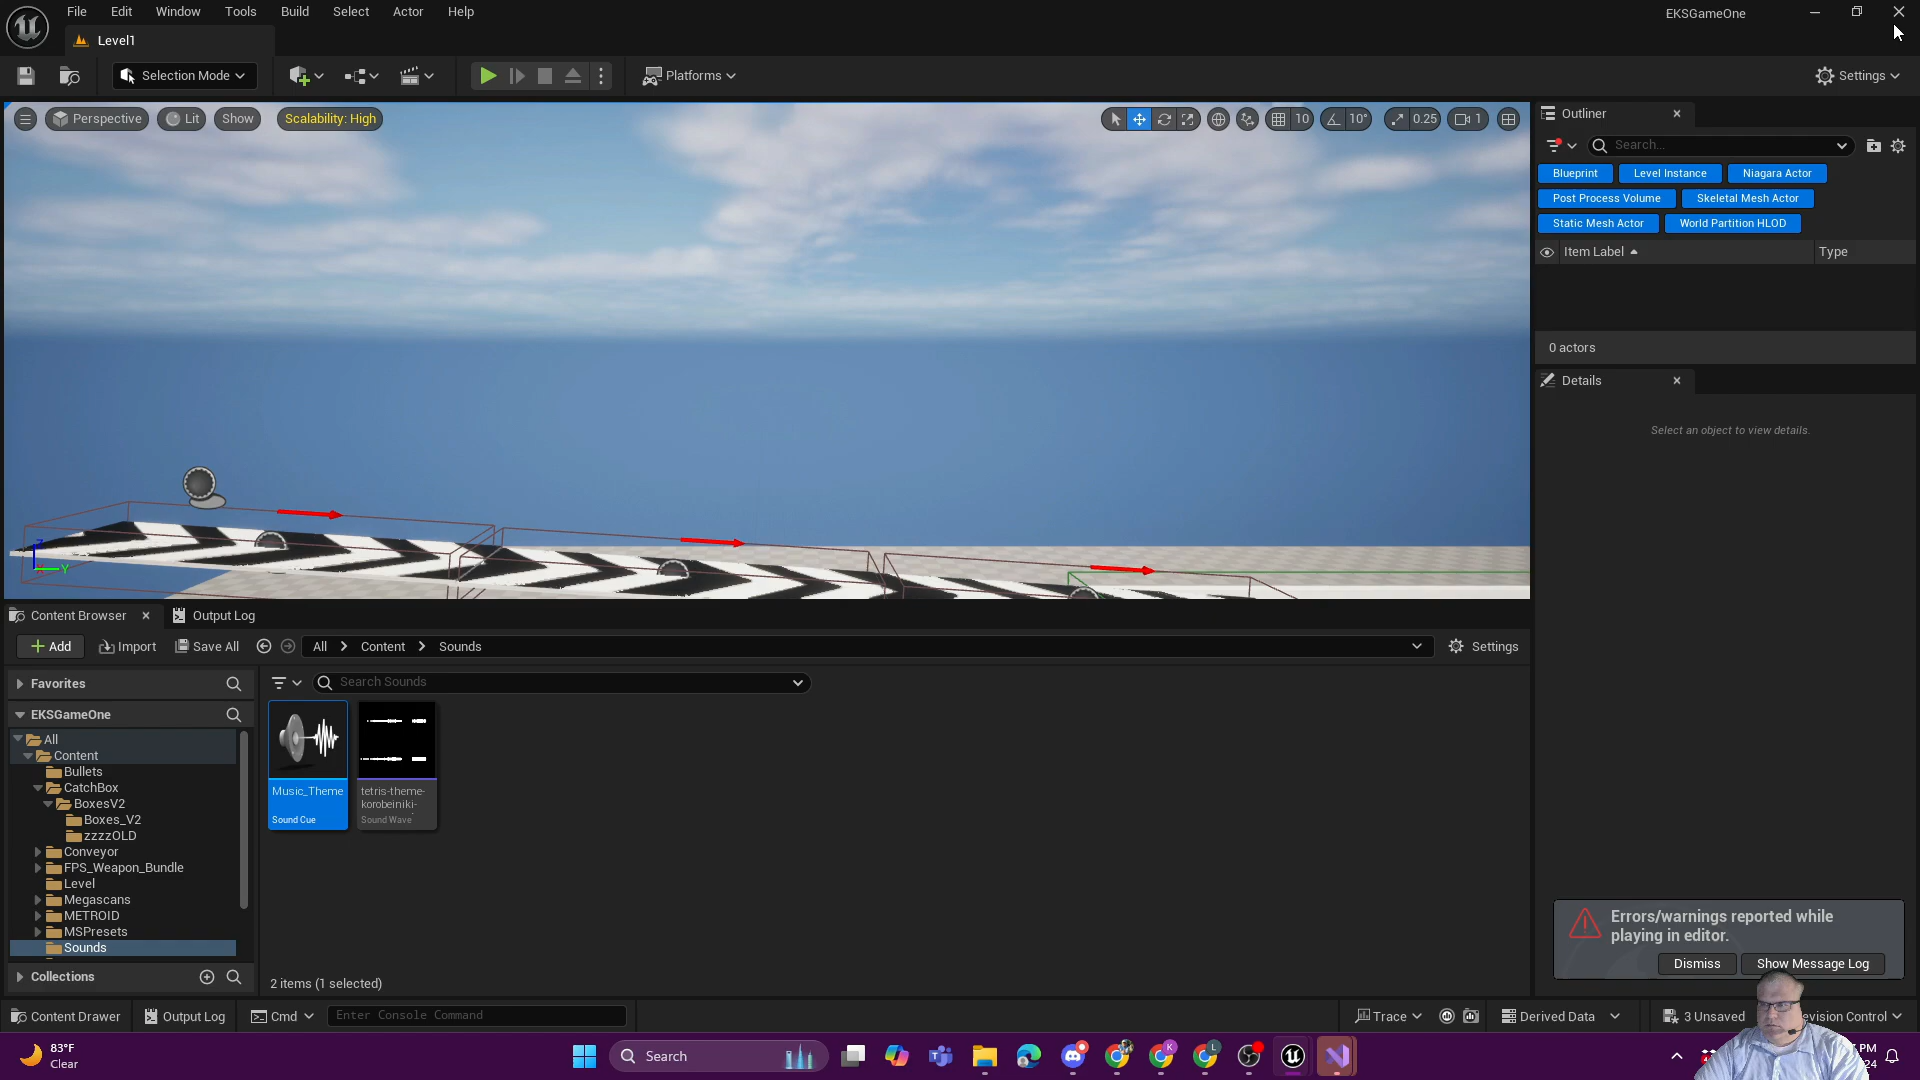 File Edit Window Tools Build Select Actor Help
EKSGameOne
Level1
Selection Mode
Platforms
Settings
Perspective
Lit
Show
Scalability: High
10
10°
0.25
1
Outliner
Search...
Blueprint
Level Instance
Niagara Actor
Post Process Volume
Skeletal Mesh Actor
Static Mesh Actor
World Partition HLOD
Item Label
Type
0 actors
Details
Select an object to view details.
Z
Y
Content Browser
Output Log
Add
Import
Save All
All
Content
Sounds
Settings
Favorites
Search Sounds
EKSGameOne
All
Content
Bullets
CatchBox
BoxesV2
Boxes_V2
zzzzOLD
Conveyor
FPS_Weapon_Bundle
Level
Megascans
METROID
MSPresets
Sounds
Collections
Music_Theme
Sound Cue
tetris-theme-
korobeiniki-
Sound Wave
2 items (1 selected)
Errors/warnings reported while
playing in editor.
Dismiss
Show Message Log
Content Drawer
Output Log
Cmd
Enter Console Command
Trace
Derived Data
3 Unsaved
evision Control
83°F
Clear
Search
PM
24